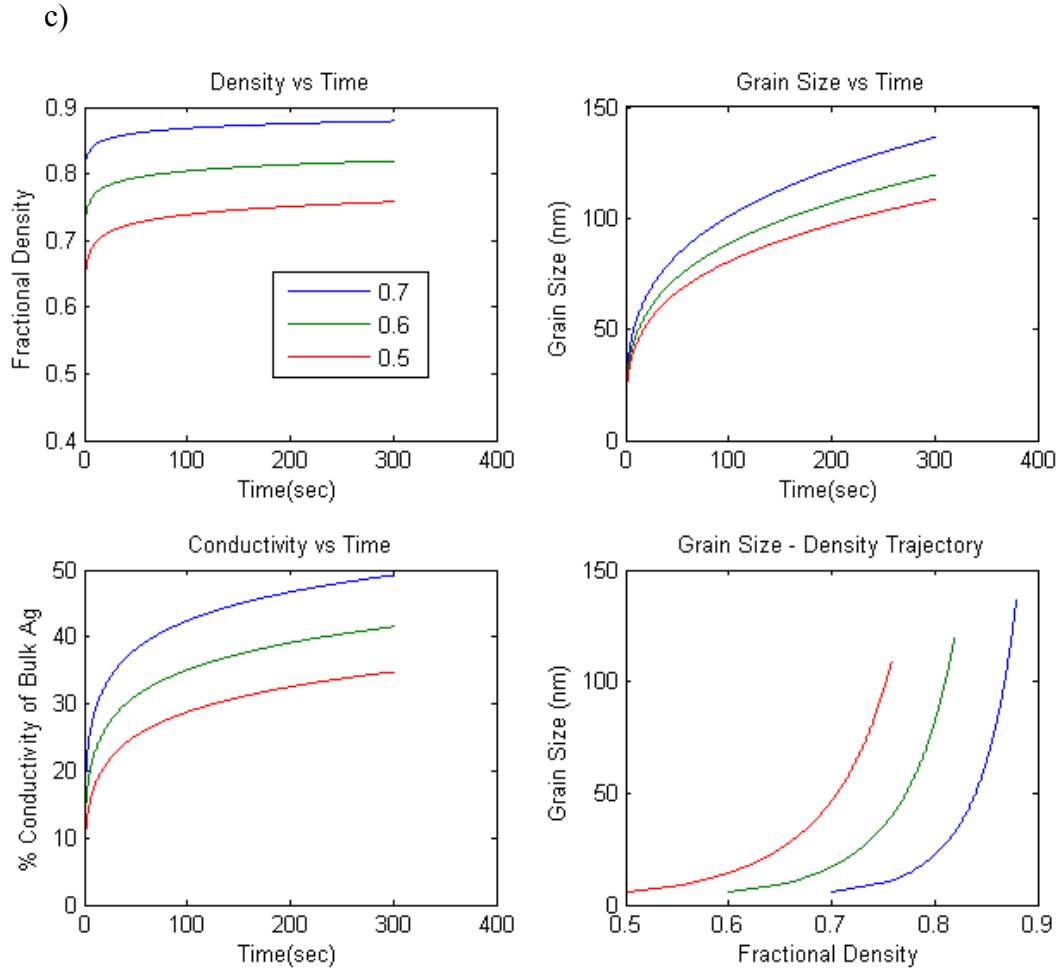 c)
Density vs Time
0.9
0.8
0.7
0.6
0.5
0.4
Fractional Density
0.7
0.6
0.5
0 100 200 300 400
Time(sec)
Grain Size vs Time
150
100
50
0
Grain Size (nm)
0 100 200 300 400
Time(sec)
Conductivity vs Time
50
40
30
20
10
0
% Conductivity of Bulk Ag
0 100 200 300 400
Time(sec)
Grain Size - Density Trajectory
150
100
50
0
Grain Size (nm)
0.5 0.6 0.7 0.8 0.9
Fractional Density